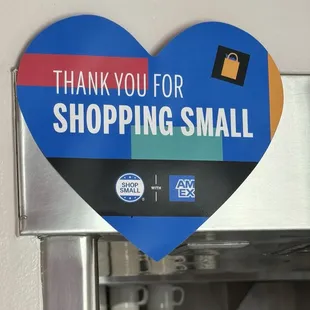 THANK YOU FOR
SHOPPING SMALL
SHOP
SMALL
WITH
AM
EX